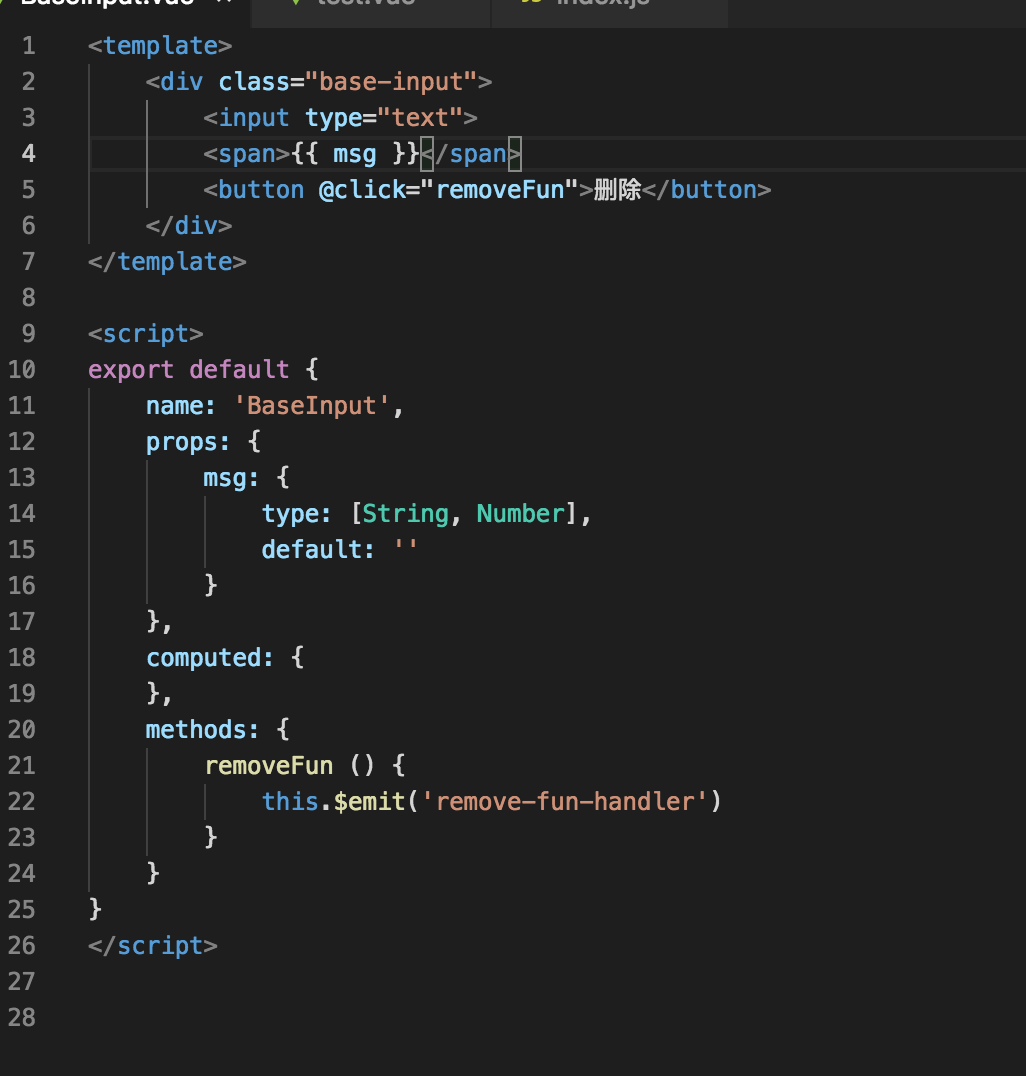 BaseInput.vue test.vue index.js
1 <template>
2     <div class="base-input">
3         <input type="text">
4         <span>{{ msg }}</span>
5         <button @click="removeFun">删除</button>
6     </div>
7 </template>
8
9 <script>
10 export default {
11     name: 'BaseInput',
12     props: {
13         msg: {
14             type: [String, Number],
15             default: ''
16         }
17     },
18     computed: {
19     },
20     methods: {
21         removeFun () {
22             this.$emit('remove-fun-handler')
23         }
24     }
25 }
26 </script>
27
28